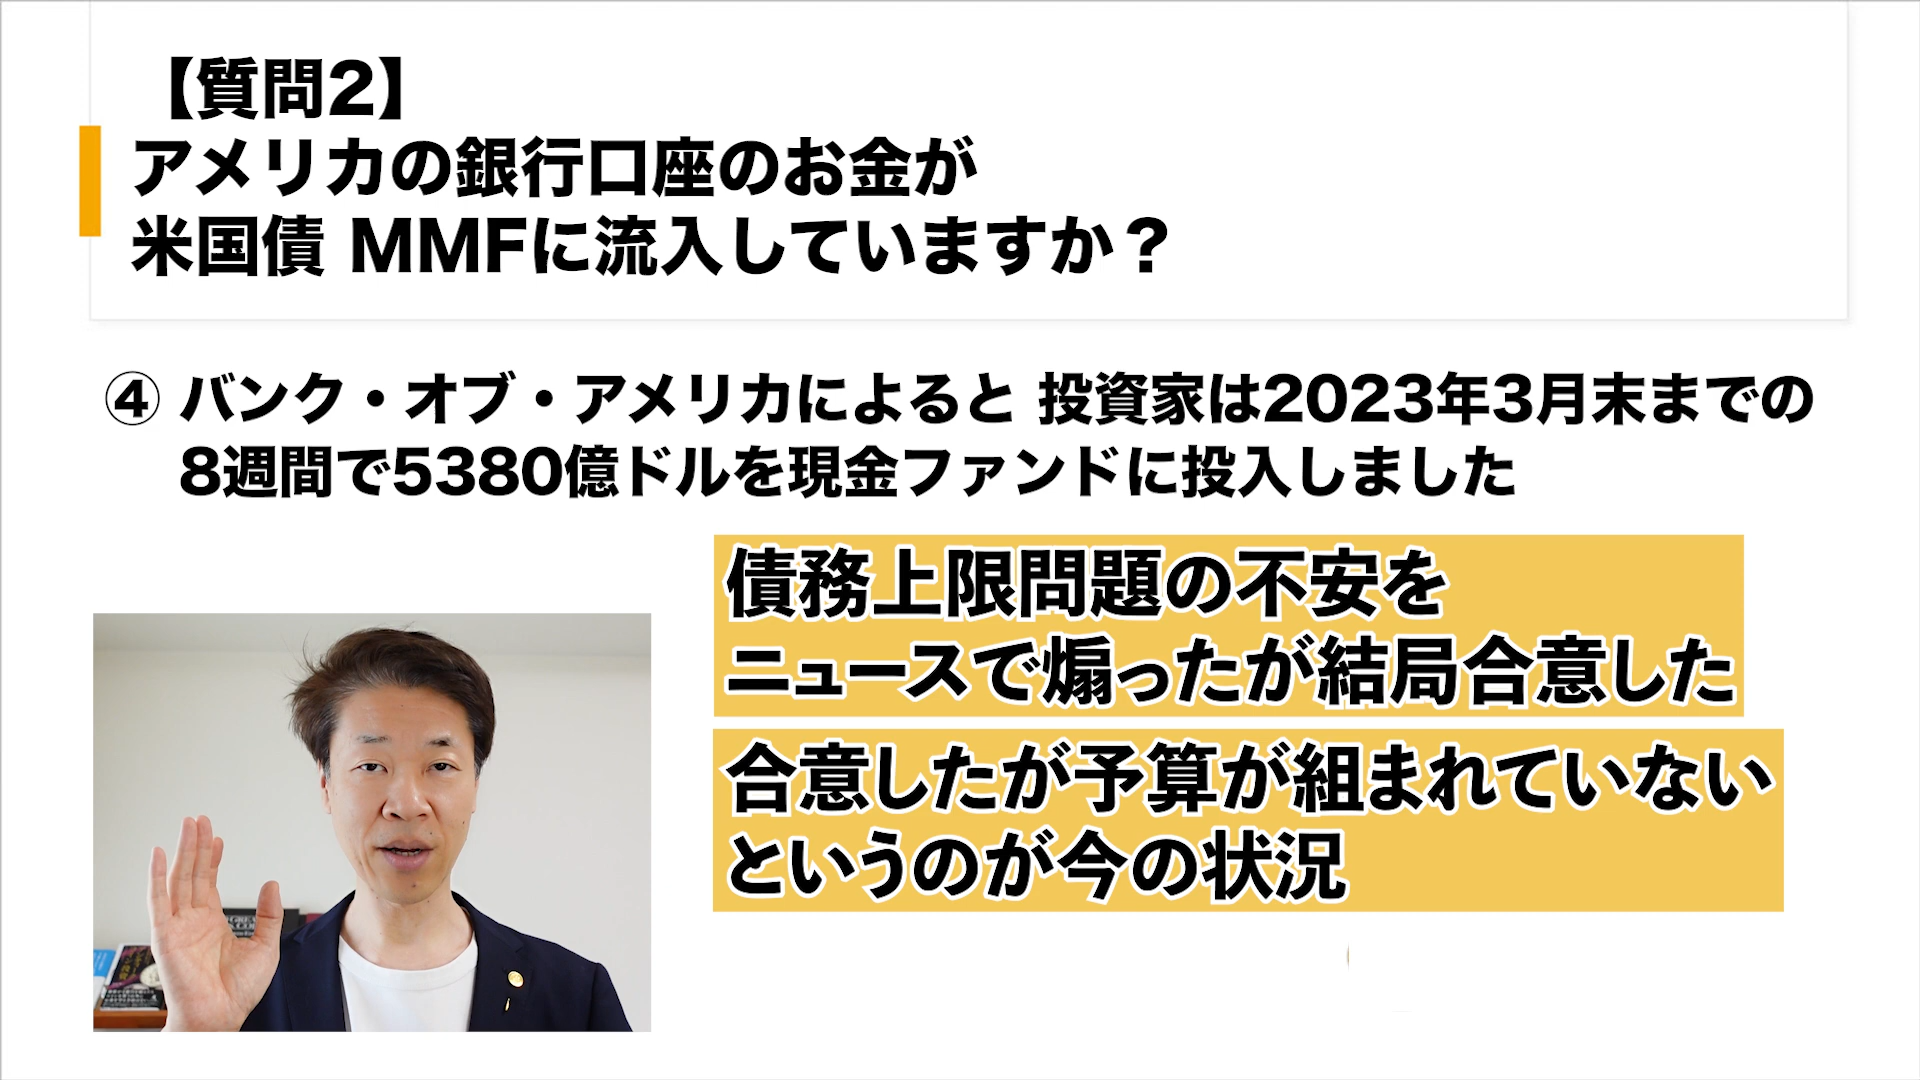 【質問2】
アメリカの銀行口座のお金が
米国債 MMFに流入していますか？
④ バンク・オブ・アメリカによると 投資家は2023年3月末までの
8週間で5380億ドルを現金ファンドに投入しました
債務上限問題の不安を
ニュースで煽ったが結局合意した
合意したが予算が組まれていない
というのが今の状況